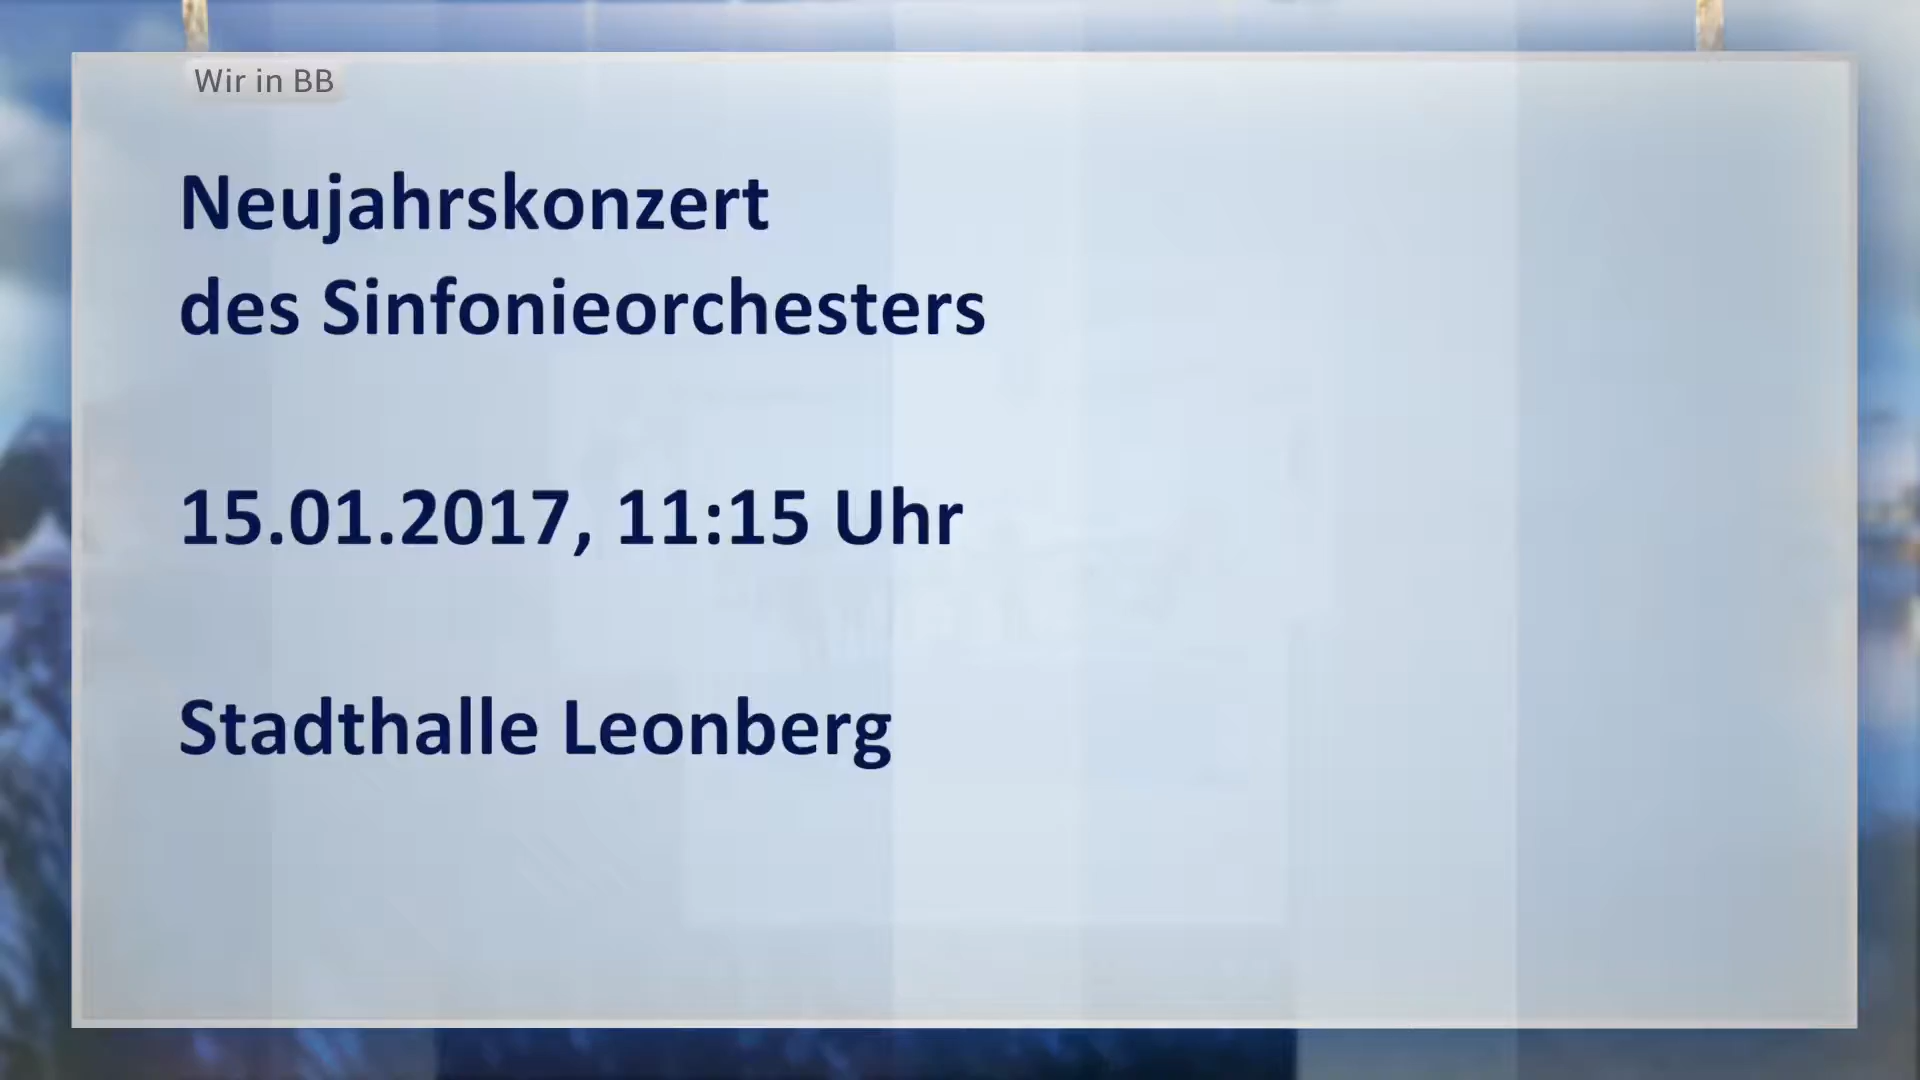 Wir in BB
Neujahrskonzert
des Sinfonieorchesters
15.01.2017, 11:15 Uhr
Stadthalle Leonberg